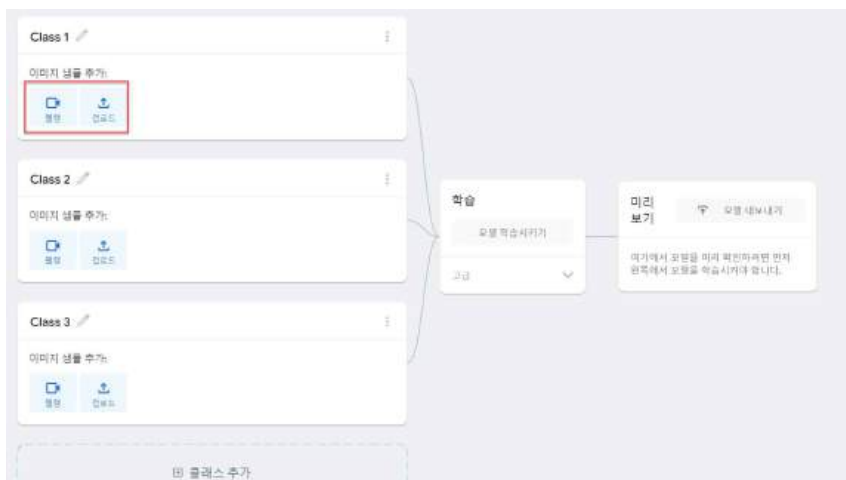 Class 1
이미지 샘플 추가:
웹캠 업로드
Class 2
이미지 샘플 추가:
웹캠 업로드
Class 3
이미지 샘플 추가:
웹캠 업로드
클래스 추가
학습
모델 학습시키기
고급
미리
보기
모델 내보내기
여기에서 모델을 미리 확인하려면 먼저
왼쪽에서 모델을 학습시켜야 합니다.